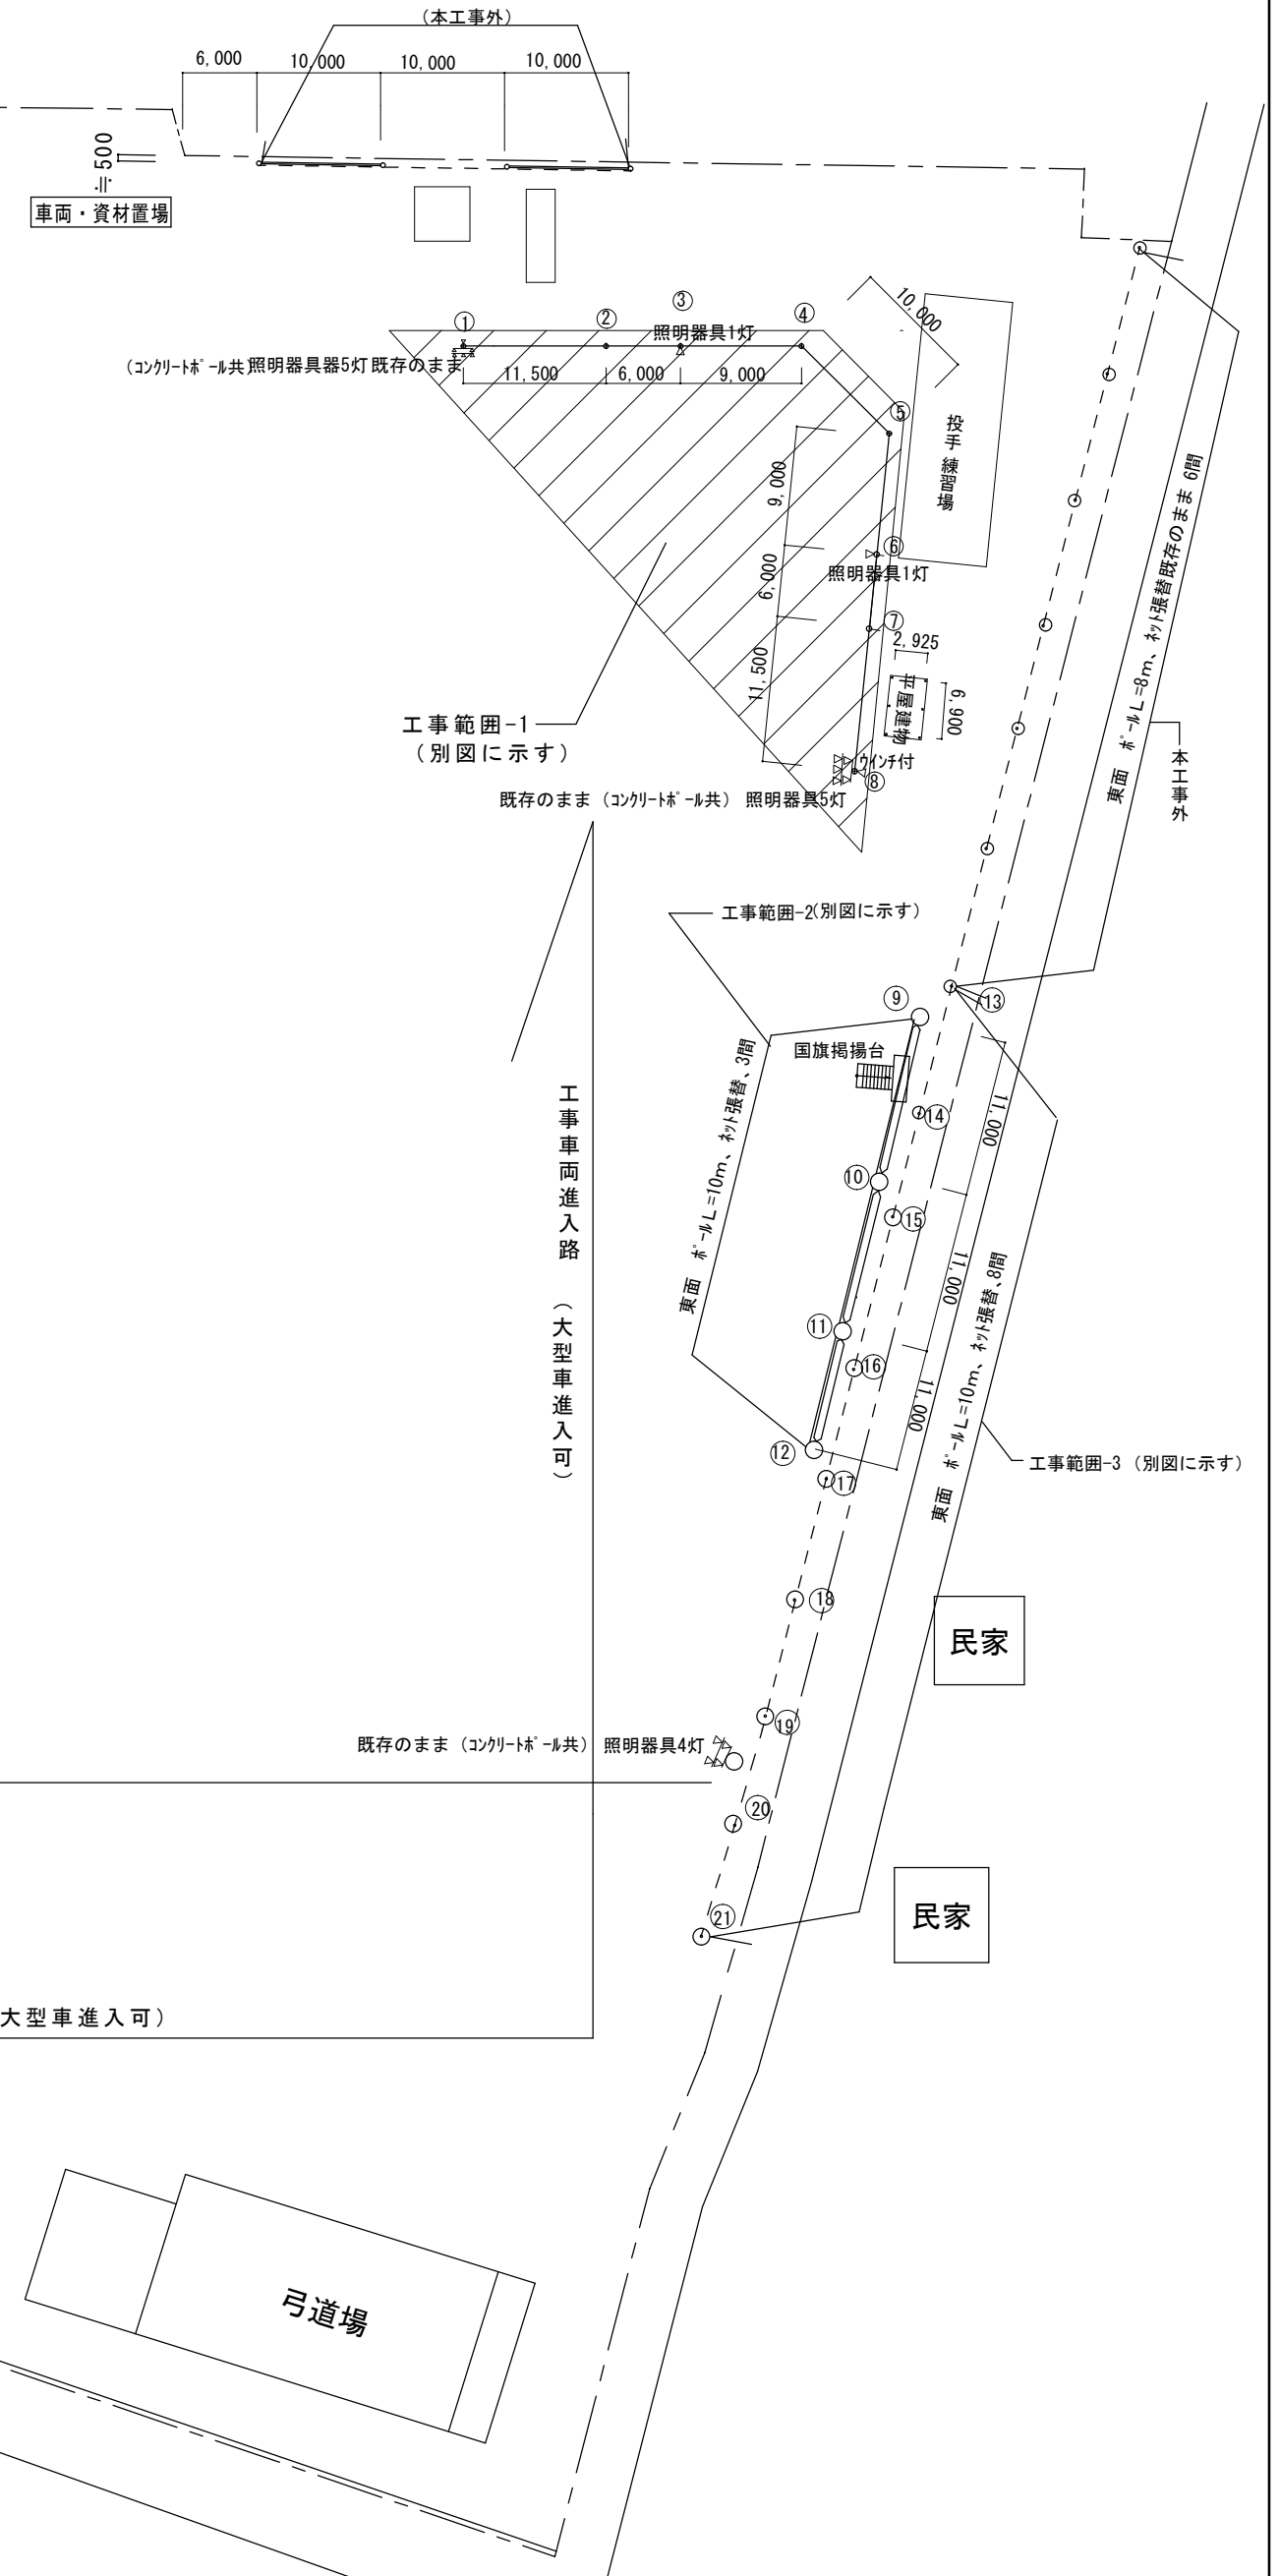 (本工事外)
6,000
10,000
10,000
10,000
≒500
車両・資材置場
①
②
③
④
照明器具1灯
(ｺﾝｸﾘｰﾄﾎﾟｰﾙ共)照明器具器5灯既存のまま
11,500
6,000
9,000
10,000
投手 練習場
⑤
9,000
⑥
照明器具1灯
6,000
⑦
11,500
2,925
平屋建物
6,900
ｳｲﾝﾁ付
⑧
既存のまま（ｺﾝｸﾘｰﾄﾎﾟｰﾙ共） 照明器具5灯
工事範囲-1
（別図に示す）
東面 ﾎﾟｰﾙL=8m、ﾈｯﾄ張替既存のまま 6間
本工事外
工事範囲-2(別図に示す）
⑨
⑬
国旗掲揚台
東面 ﾎﾟｰﾙL=10m、ﾈｯﾄ張替、3間
⑭
11,000
⑩
⑮
11,000
⑪
⑯
11,000
⑫
⑰
東面 ﾎﾟｰﾙL=10m、ﾈｯﾄ張替、8間
工事範囲-3（別図に示す）
工事車両進入路 （大型車進入可）
⑱
民家
⑲
既存のまま（ｺﾝｸﾘｰﾄﾎﾟｰﾙ共） 照明器具4灯
⑳
㉑
民家
大型車進入可）
弓道場